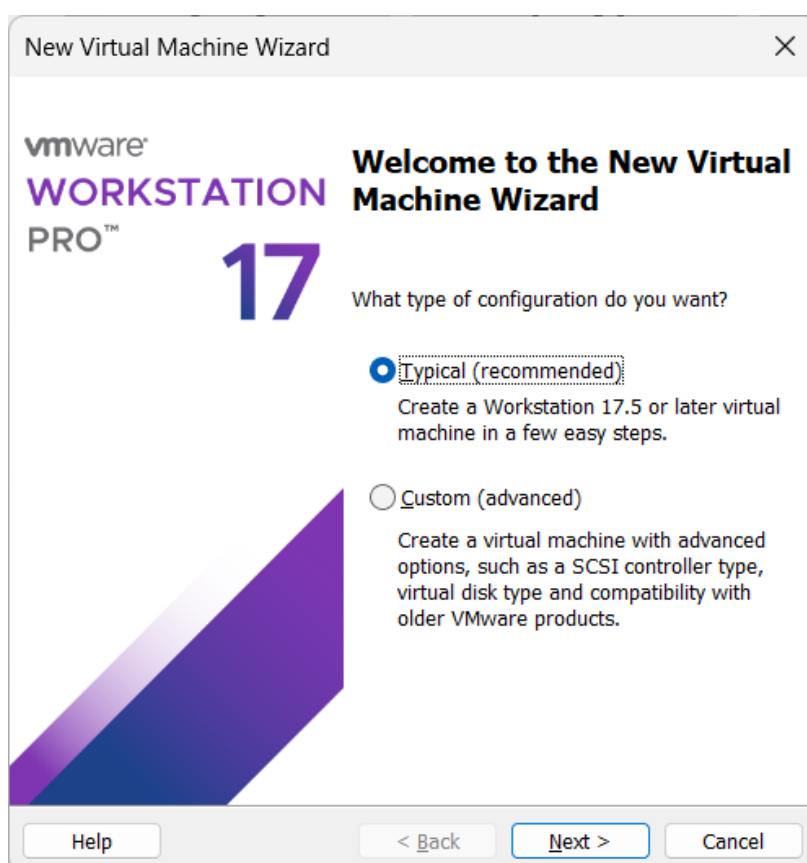 New Virtual Machine Wizard
vmware®
WORKSTATION
PRO™
17
Welcome to the New Virtual
Machine Wizard
What type of configuration do you want?
Typical (recommended)
Create a Workstation 17.5 or later virtual
machine in a few easy steps.
Custom (advanced)
Create a virtual machine with advanced
options, such as a SCSI controller type,
virtual disk type and compatibility with
older VMware products.
Help
< Back
Next >
Cancel